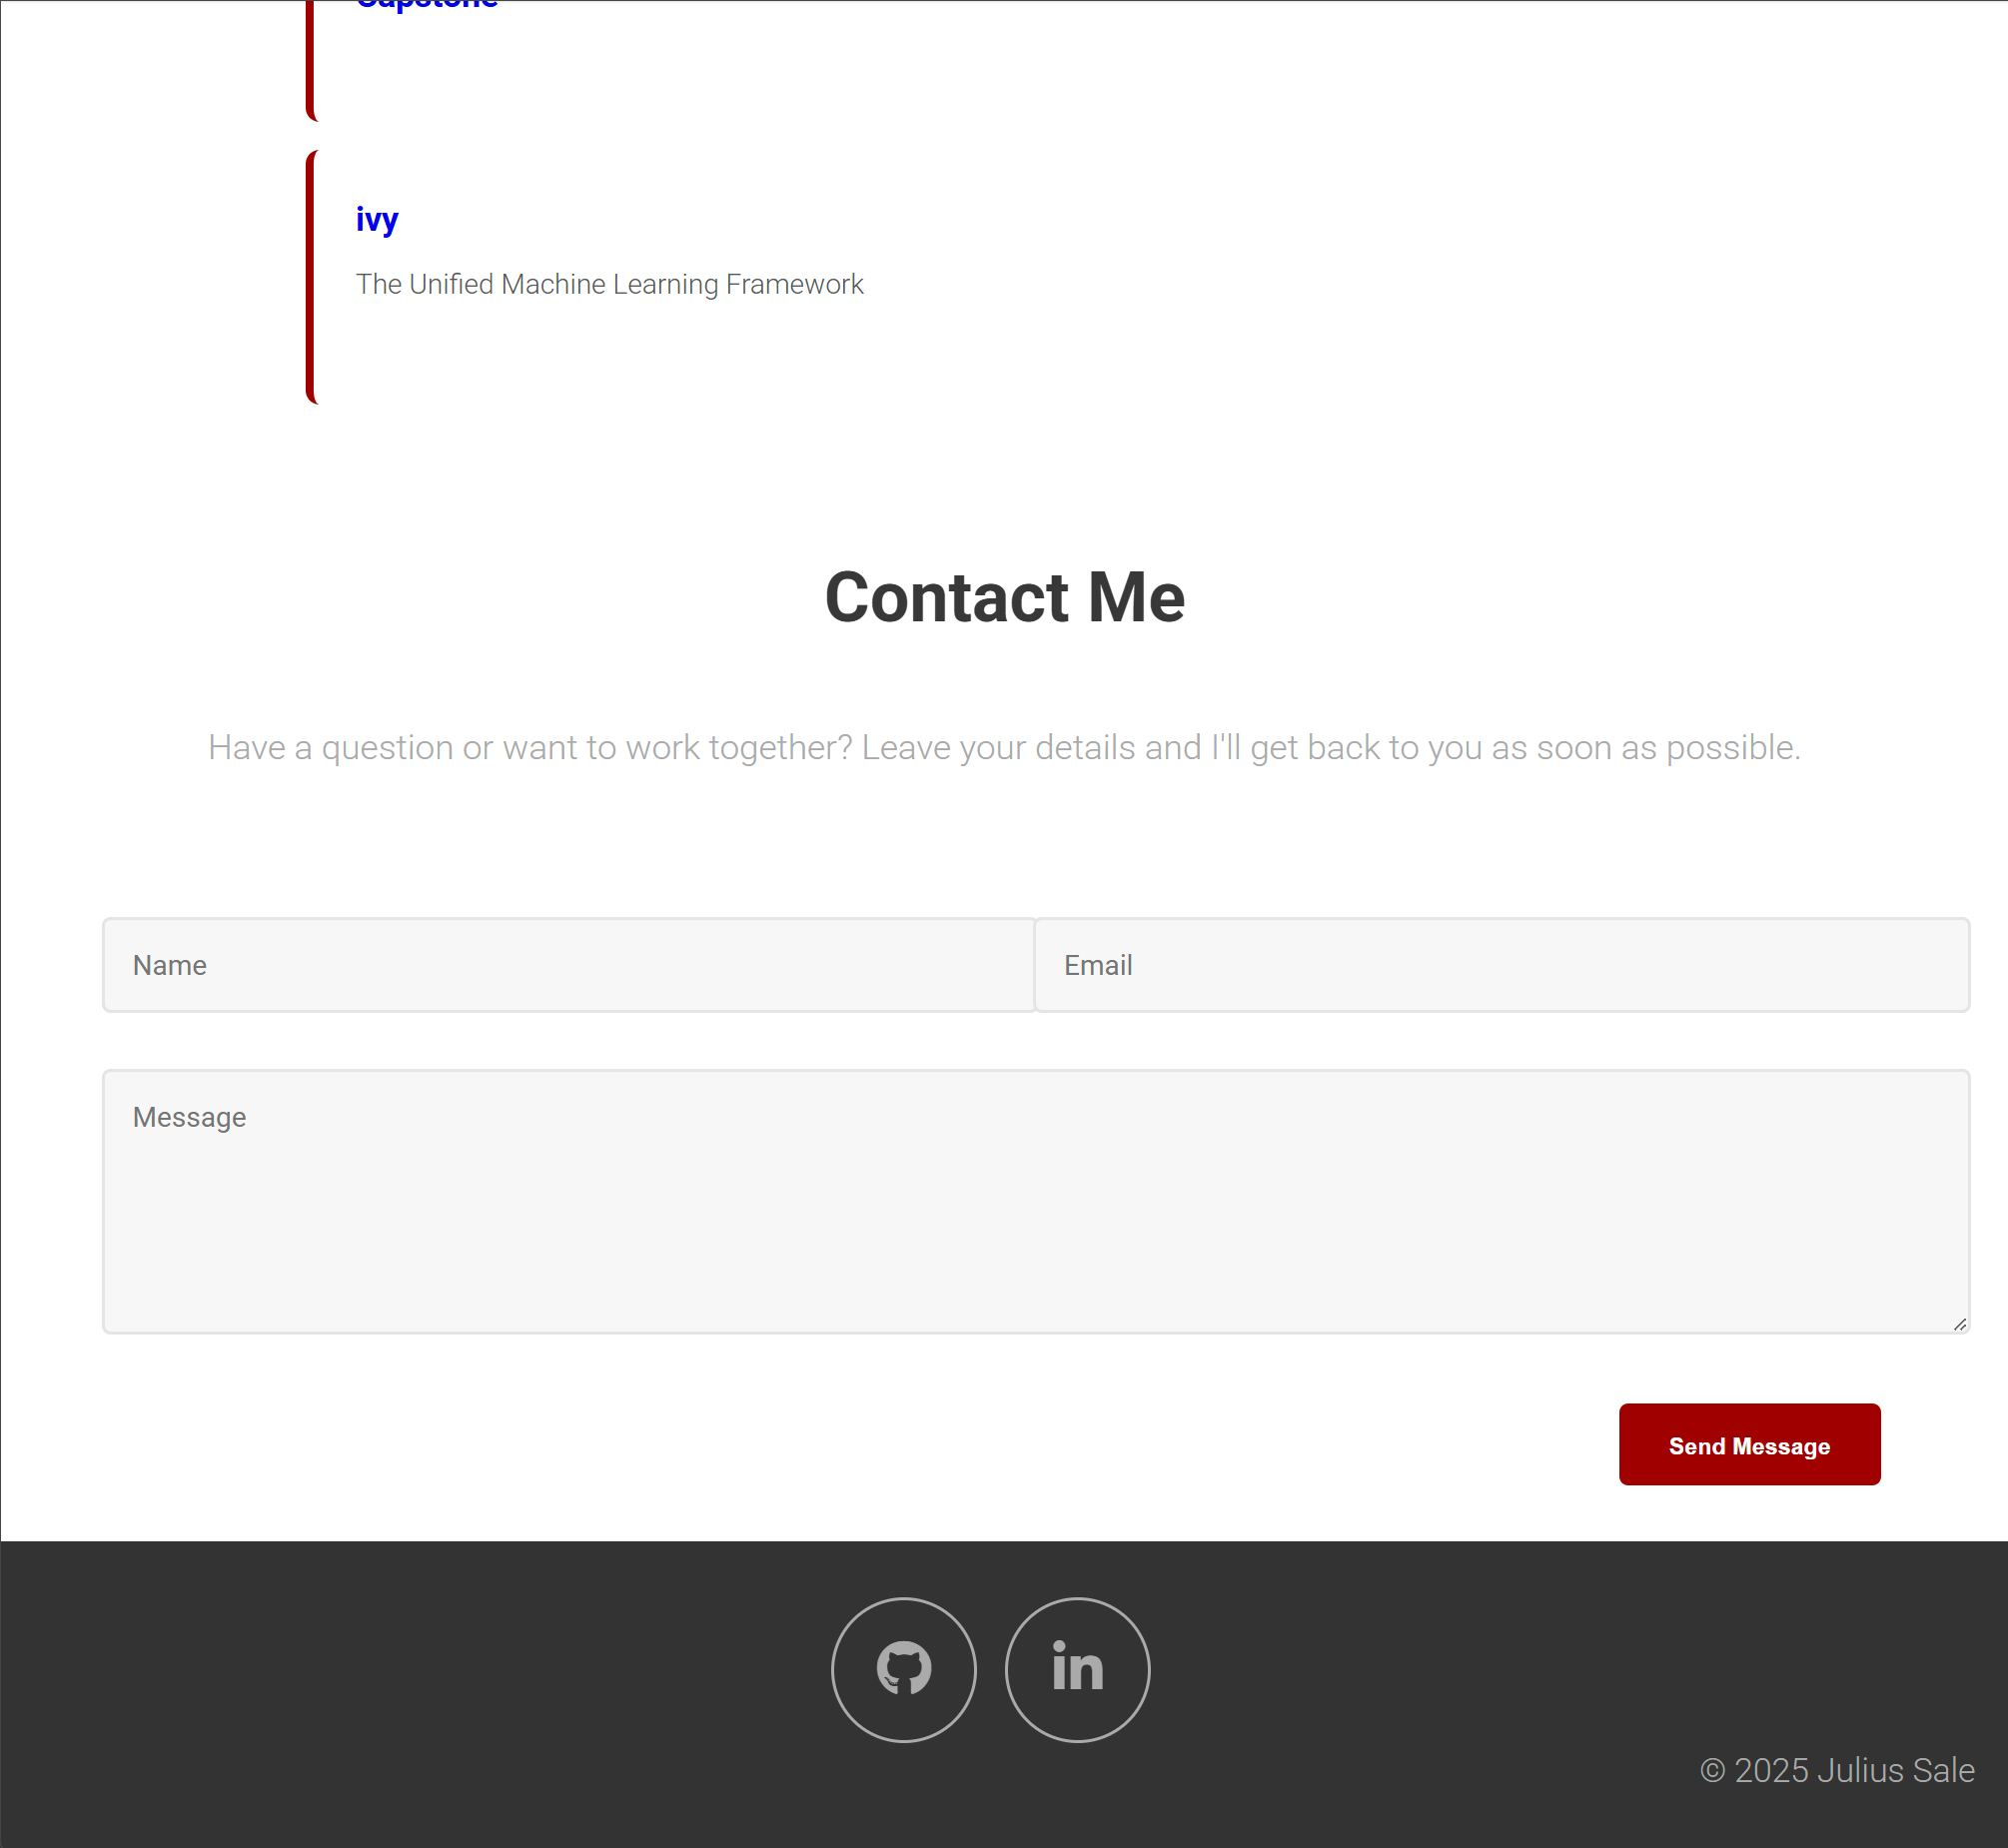 Capstone
ivy
The Unified Machine Learning Framework
Contact Me
Have a question or want to work together? Leave your details and I'll get back to you as soon as possible.
Name
Email
Message
Send Message
in
© 2025 Julius Sale